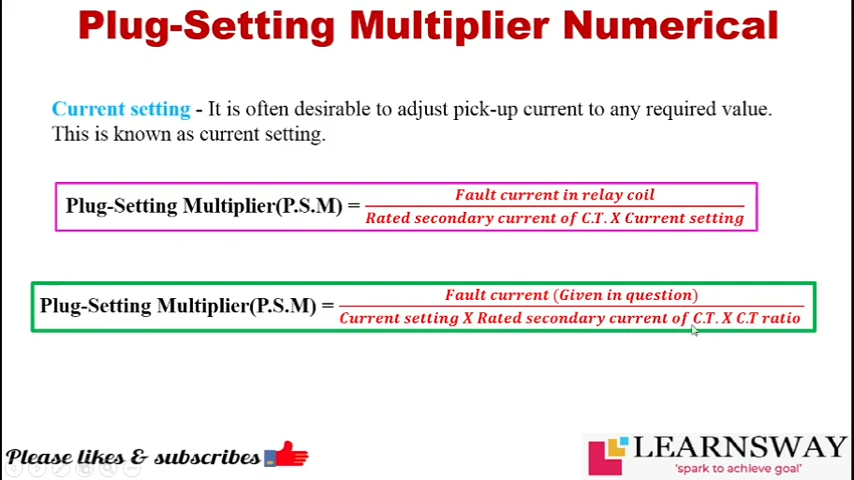 Plug-Setting Multiplier Numerical
Current setting - It is often desirable to adjust pick-up current to any required value.
This is known as current setting.
Plug-Setting Multiplier(P.S.M) = Fault current in relay coil / Rated secondary current of C.T. X Current setting
Plug-Setting Multiplier(P.S.M) = Fault current (Given in question) / Current setting X Rated secondary current of C.T. X C.T ratio
Please likes & subscribes
LEARNSWAY
'spark to achieve goal'